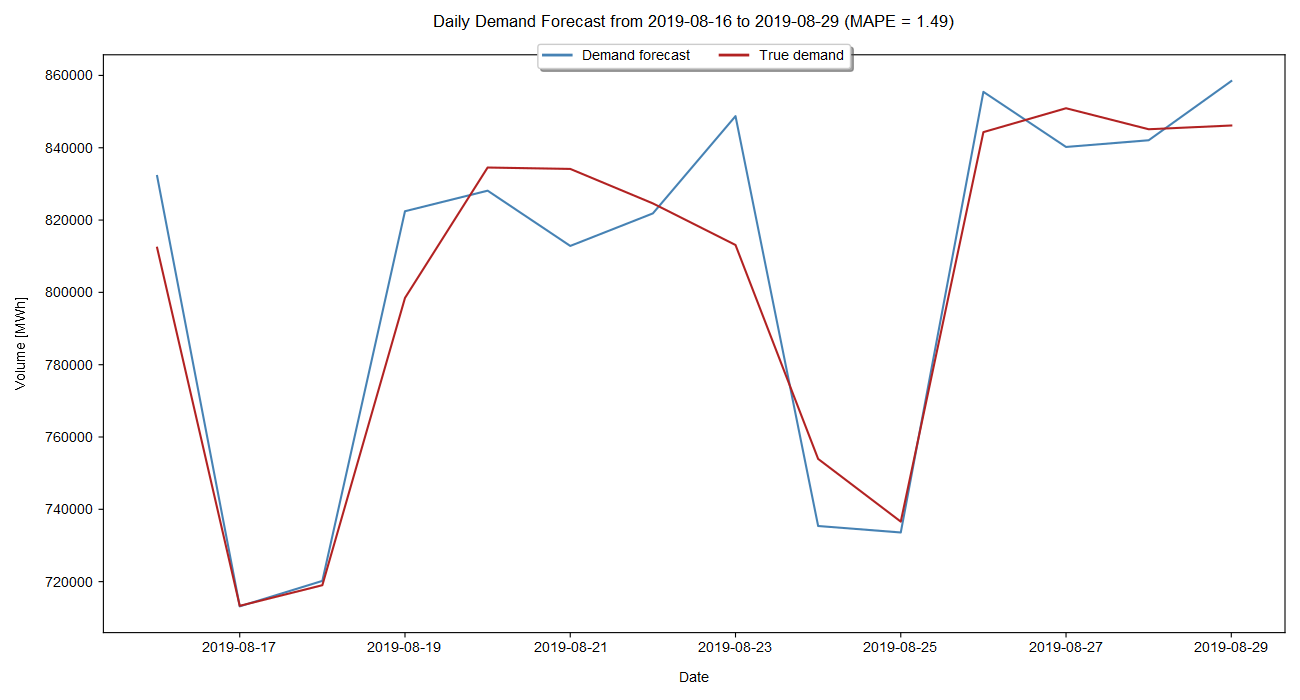 Daily Demand Forecast from 2019-08-16 to 2019-08-29 (MAPE = 1.49)
Demand forecast True demand
860000
840000
820000
800000
780000
760000
740000
720000
Volume [MWh]
2019-08-17 2019-08-19 2019-08-21 2019-08-23 2019-08-25 2019-08-27 2019-08-29
Date